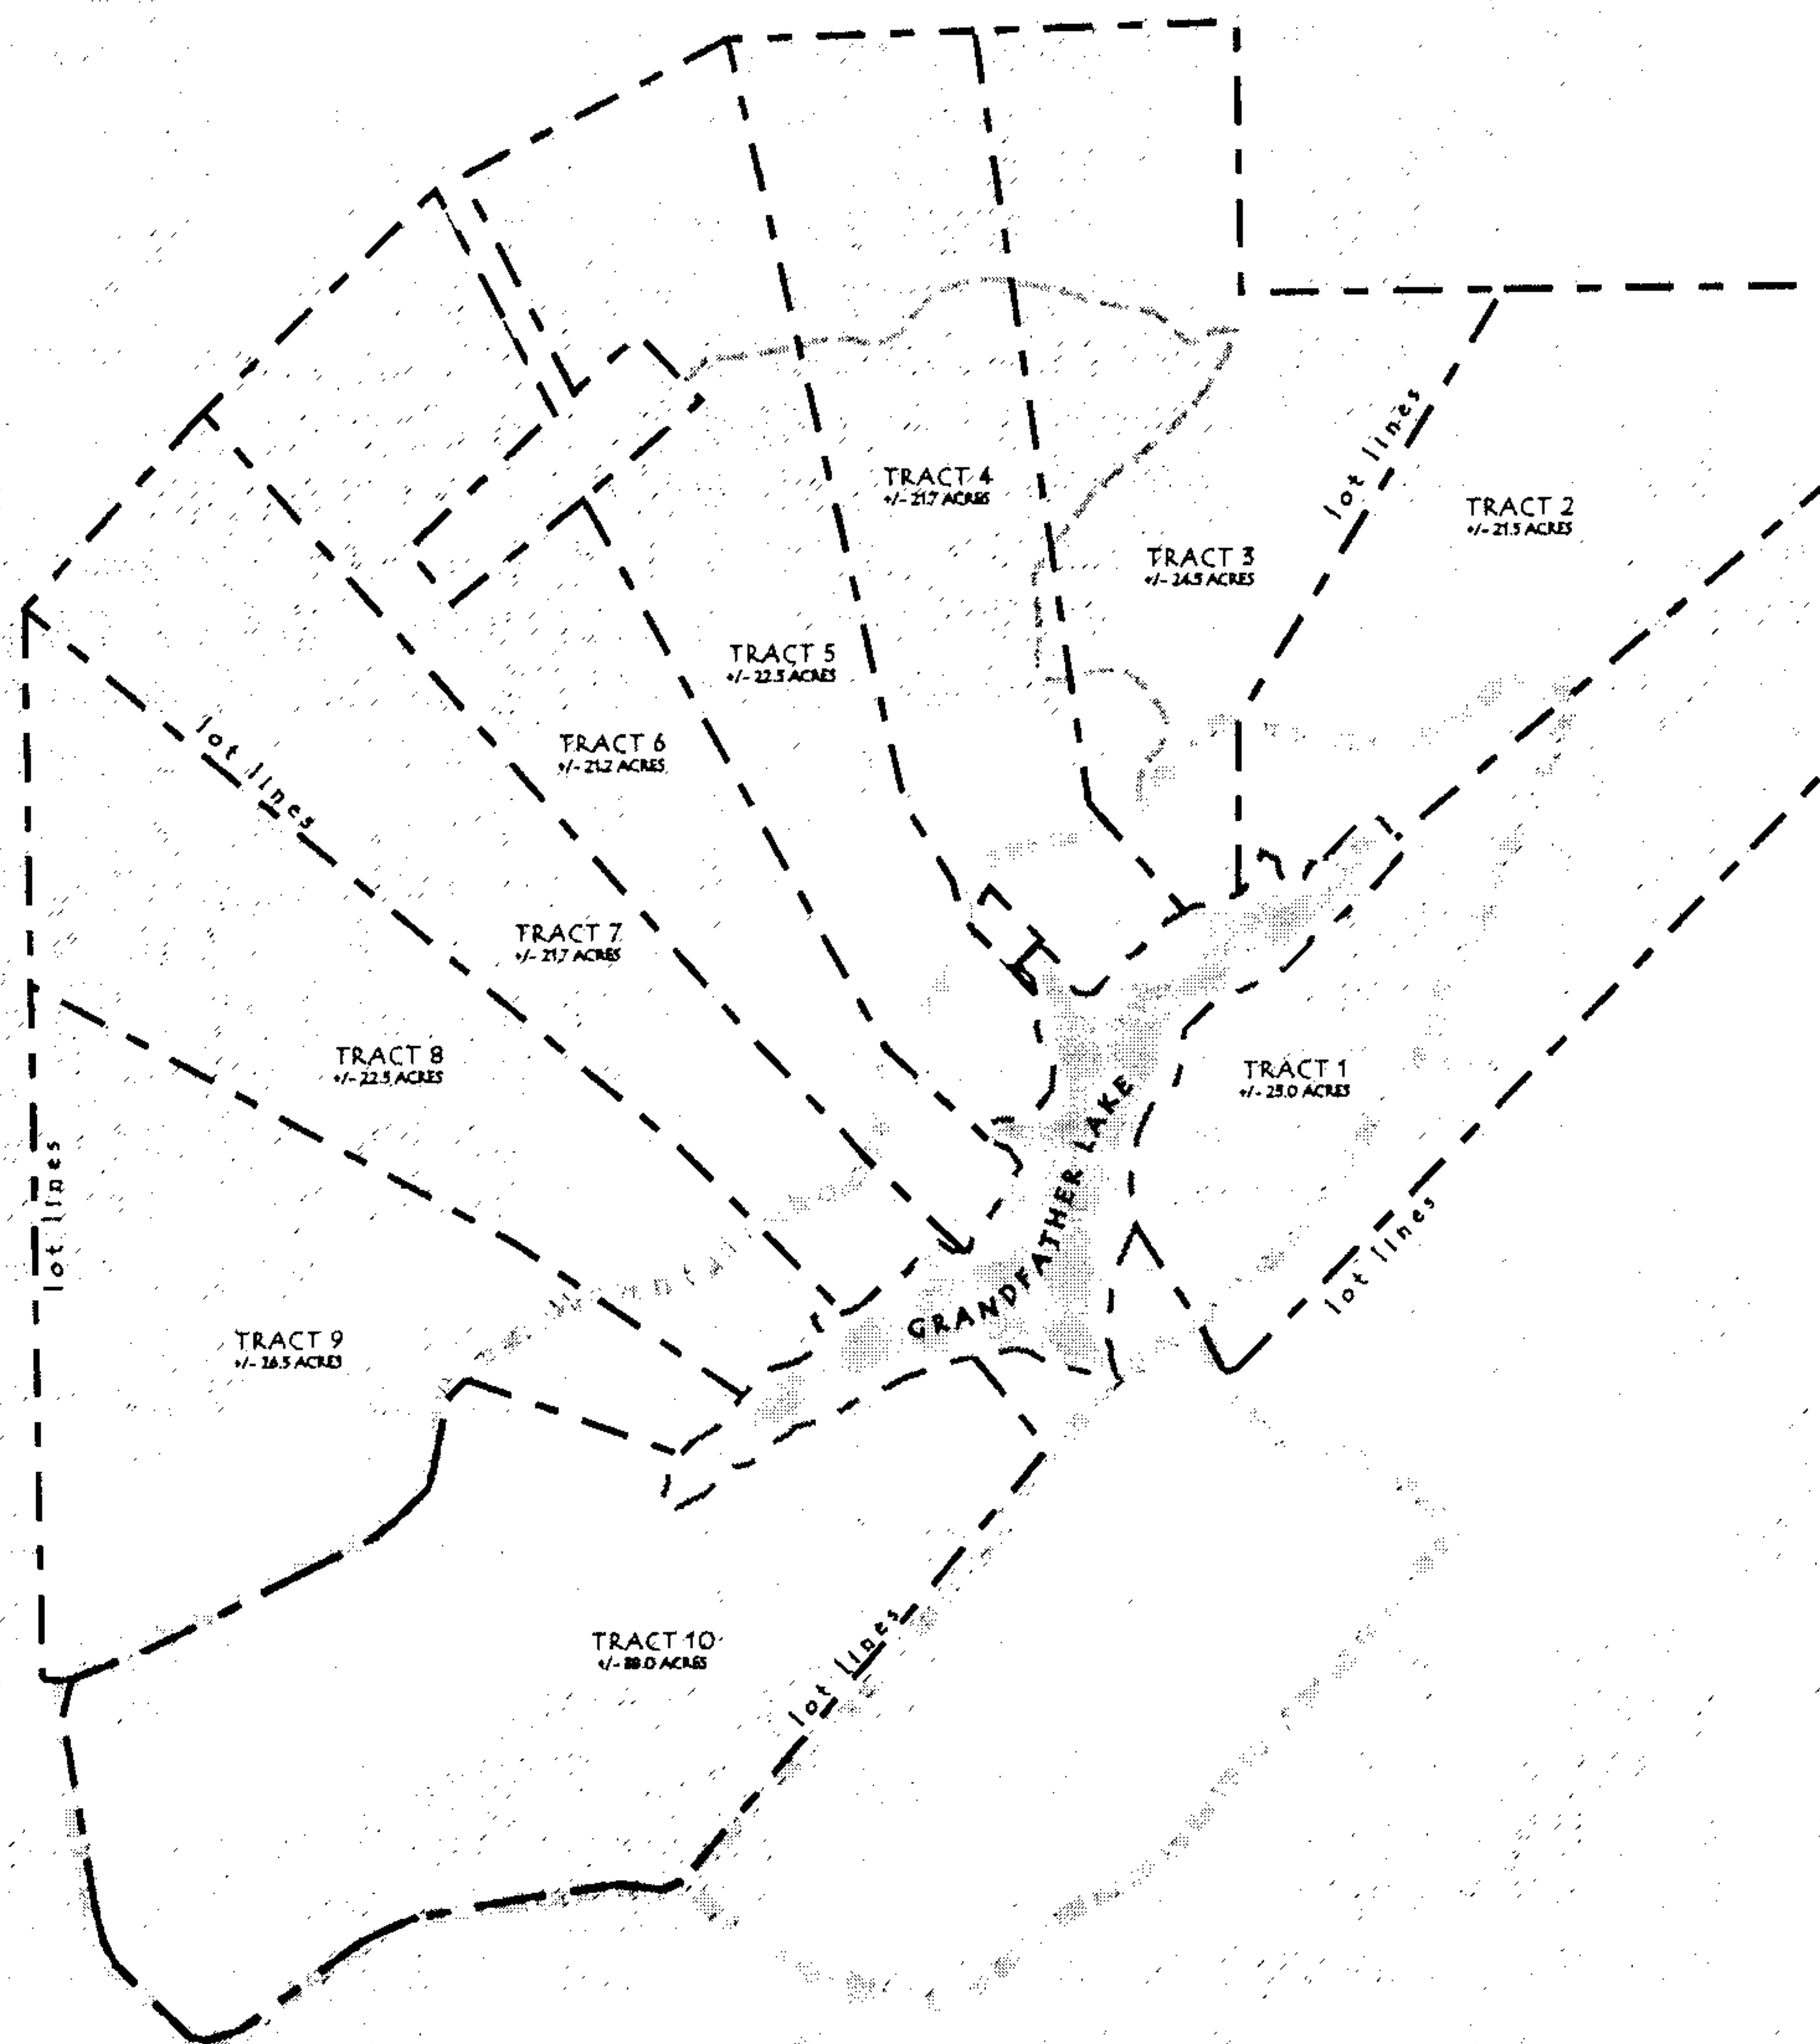 TRACT 4
+/- 21.7 ACRES
lot lines
TRACT 2
+/- 21.5 ACRES
TRACT 3
+/- 24.5 ACRES
TRACT 5
+/- 22.5 ACRES
TRACT 6
+/- 21.2 ACRES
lot lines
TRACT 7
+/- 21.7 ACRES
TRACT 8
+/- 22.5 ACRES
TRACT 1
+/- 25.0 ACRES
GRANDFATHER LAKE
lot lines
lot lines
TRACT 9
+/- 26.5 ACRES
TRACT 10
ACRES
lot lines